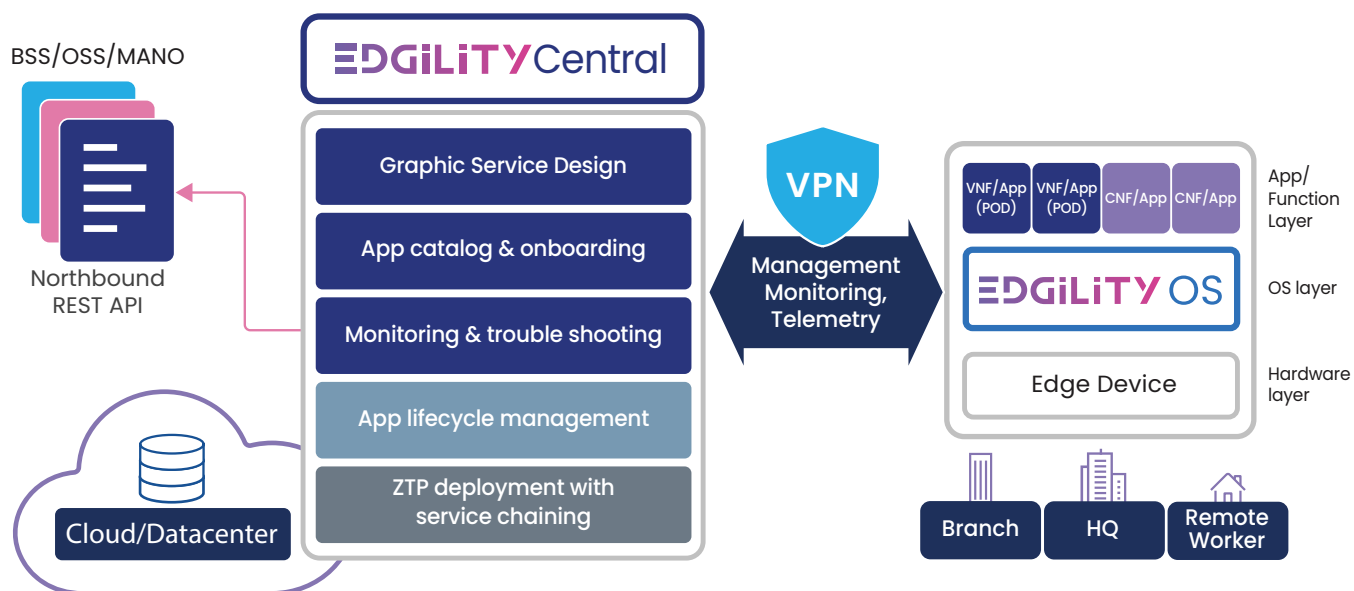 BSS/OSS/MANO
Northbound
REST API
Cloud/Datacenter
EDGiLiTY Central
Graphic Service Design
App catalog & onboarding
Monitoring & trouble shooting
App lifecycle management
ZTP deployment with
service chaining
VPN
Management
Monitoring,
Telemetry
VNF/App
(POD)
VNF/App
(POD)
CNF/App
CNF/App
App/
Function
Layer
EDGiLiTY OS
OS layer
Edge Device
Hardware
layer
Branch
HQ
Remote
Worker